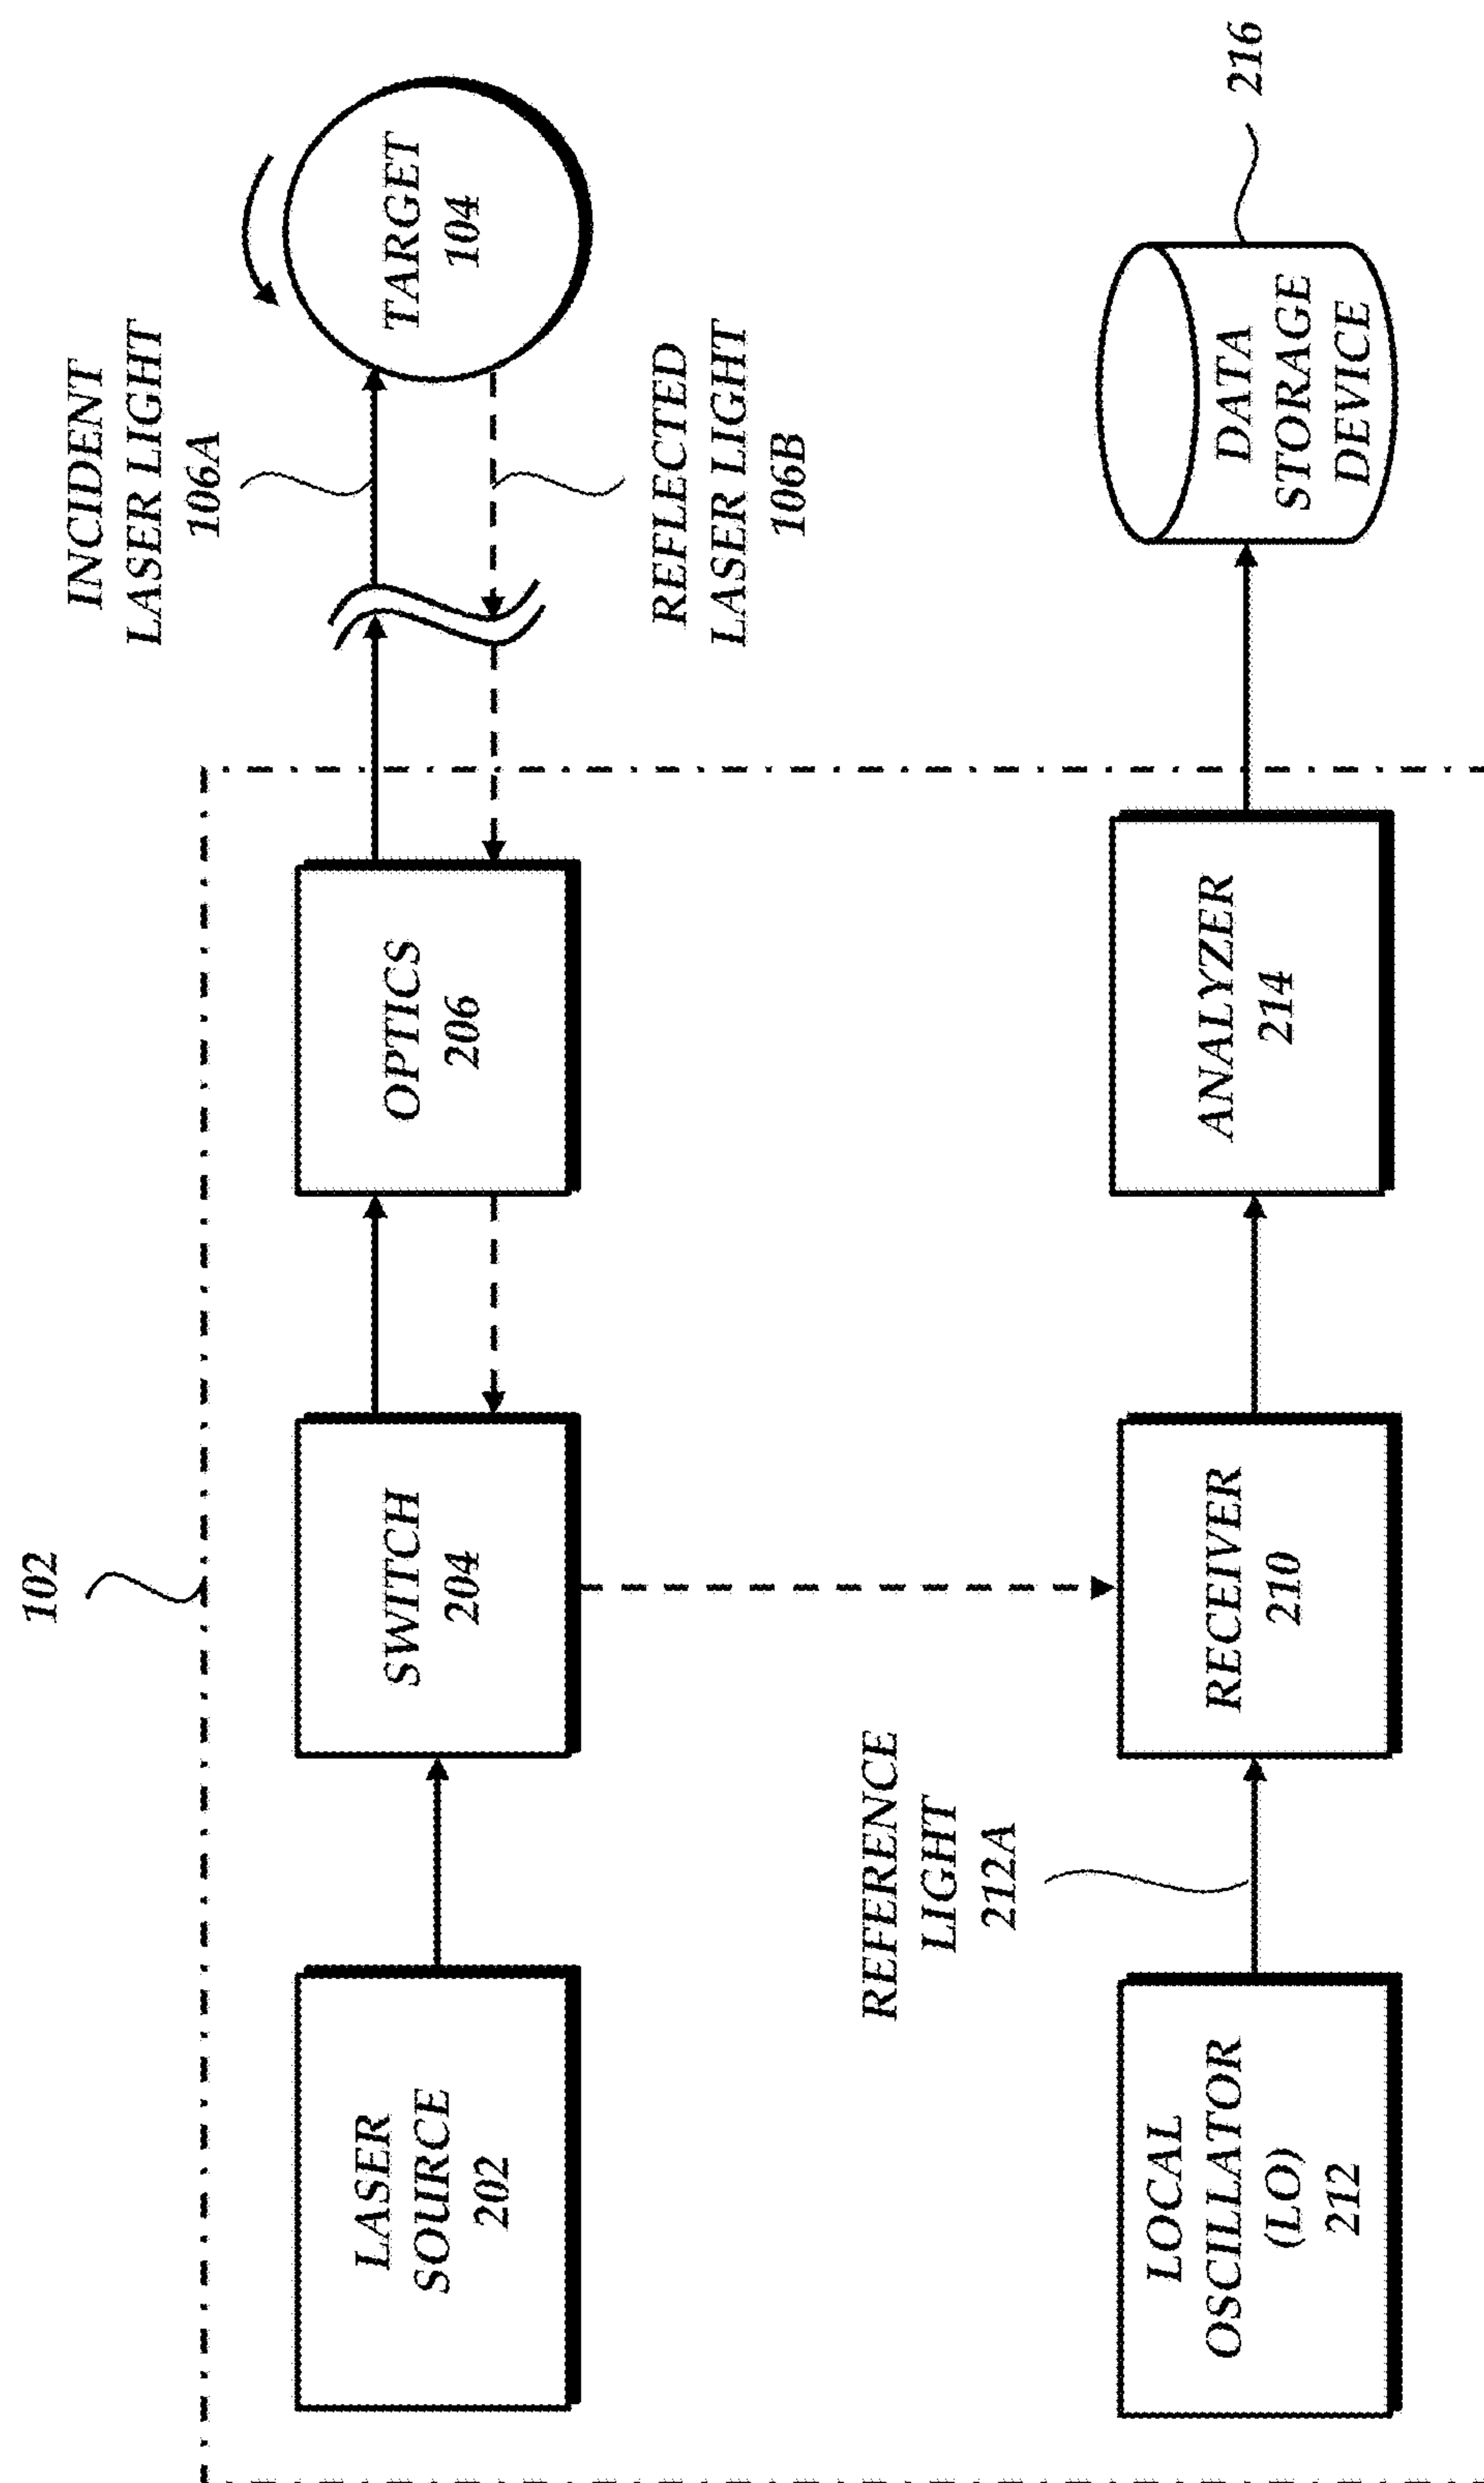 102
INCIDENT
LASER LIGHT
106A
LASER
SOURCE
202
SWITCH
204
OPTICS
206
TARGET
104
REFLECTED
LASER LIGHT
106B
REFERENCE
LIGHT
212A
LOCAL
OSCILLATOR
(LO)
212
RECEIVER
210
ANALYZER
214
DATA
STORAGE
DEVICE
216